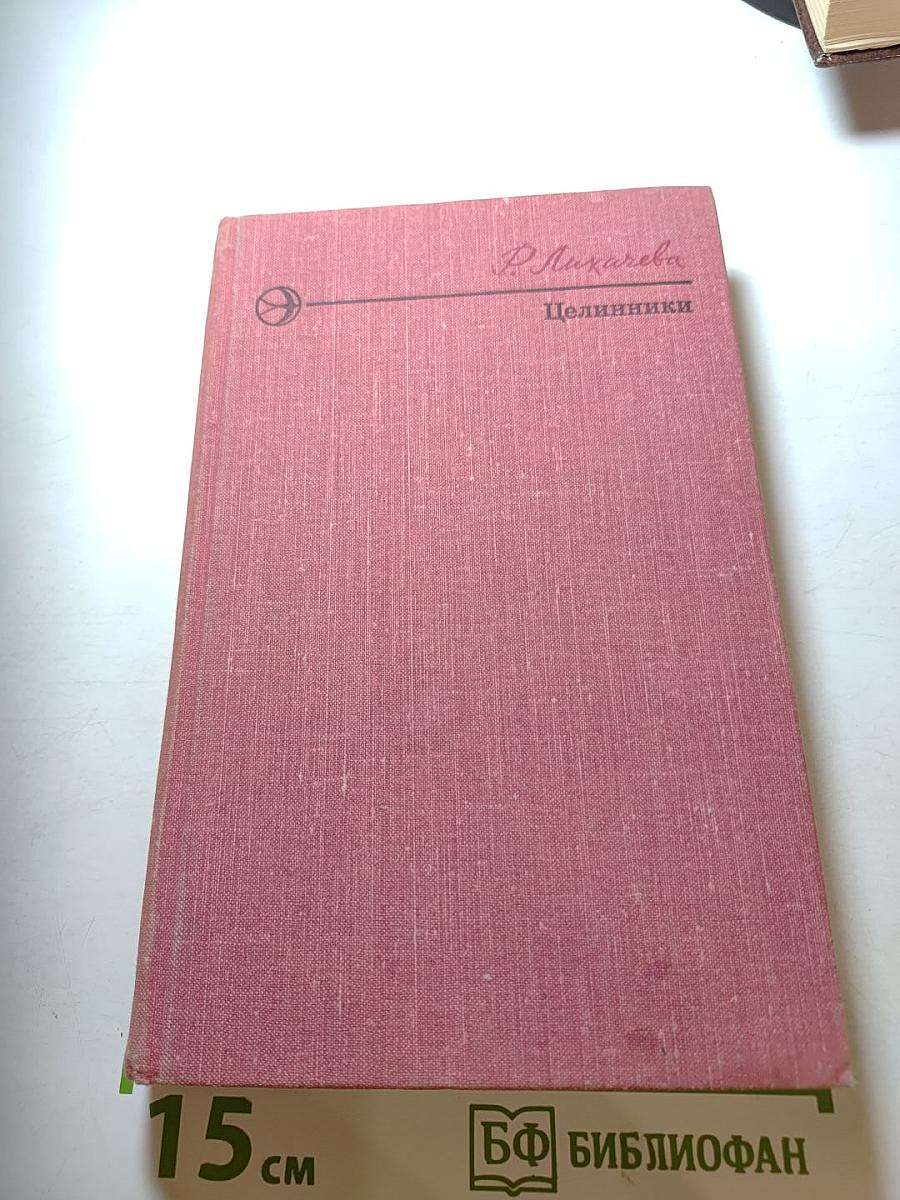 Р. Лихачева
Целинники
15 см
БФ БИБЛИОФАН